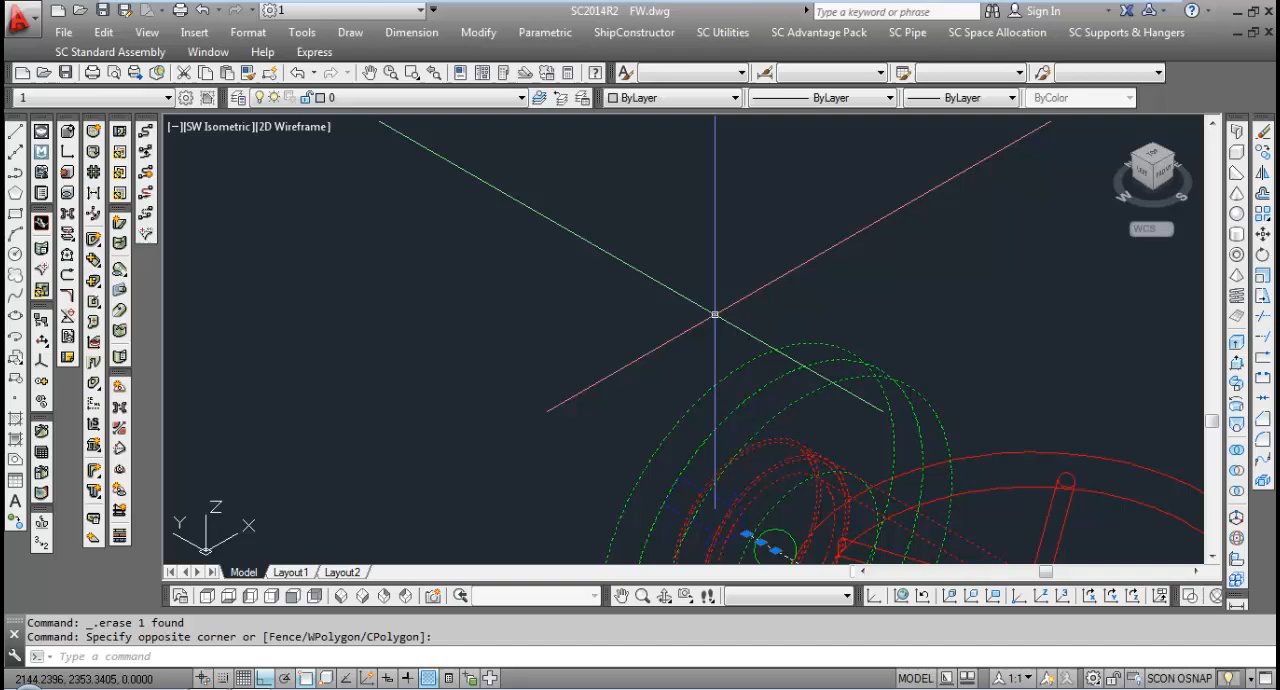 1
SC2014R2 FW.dwg
Type a keyword or phrase
Sign In
File Edit View Insert Format Tools Draw Dimension Modify Parametric ShipConstructor SC Utilities SC Advantage Pack SC Pipe SC Space Allocation SC Supports & Hangers
SC Standard Assembly Window Help Express
1
0
ByLayer
ByLayer
ByLayer
ByColor
[−][SW Isometric][2D Wireframe]
TOP
W S
WCS
Z
Y X
Model Layout1 Layout2
Command: _.erase 1 found
Command: Specify opposite corner or [Fence/WPolygon/CPolygon]:
Type a command
2144.2396, 2353.3405, 0.0000
MODEL
1:1
SCON OSNAP